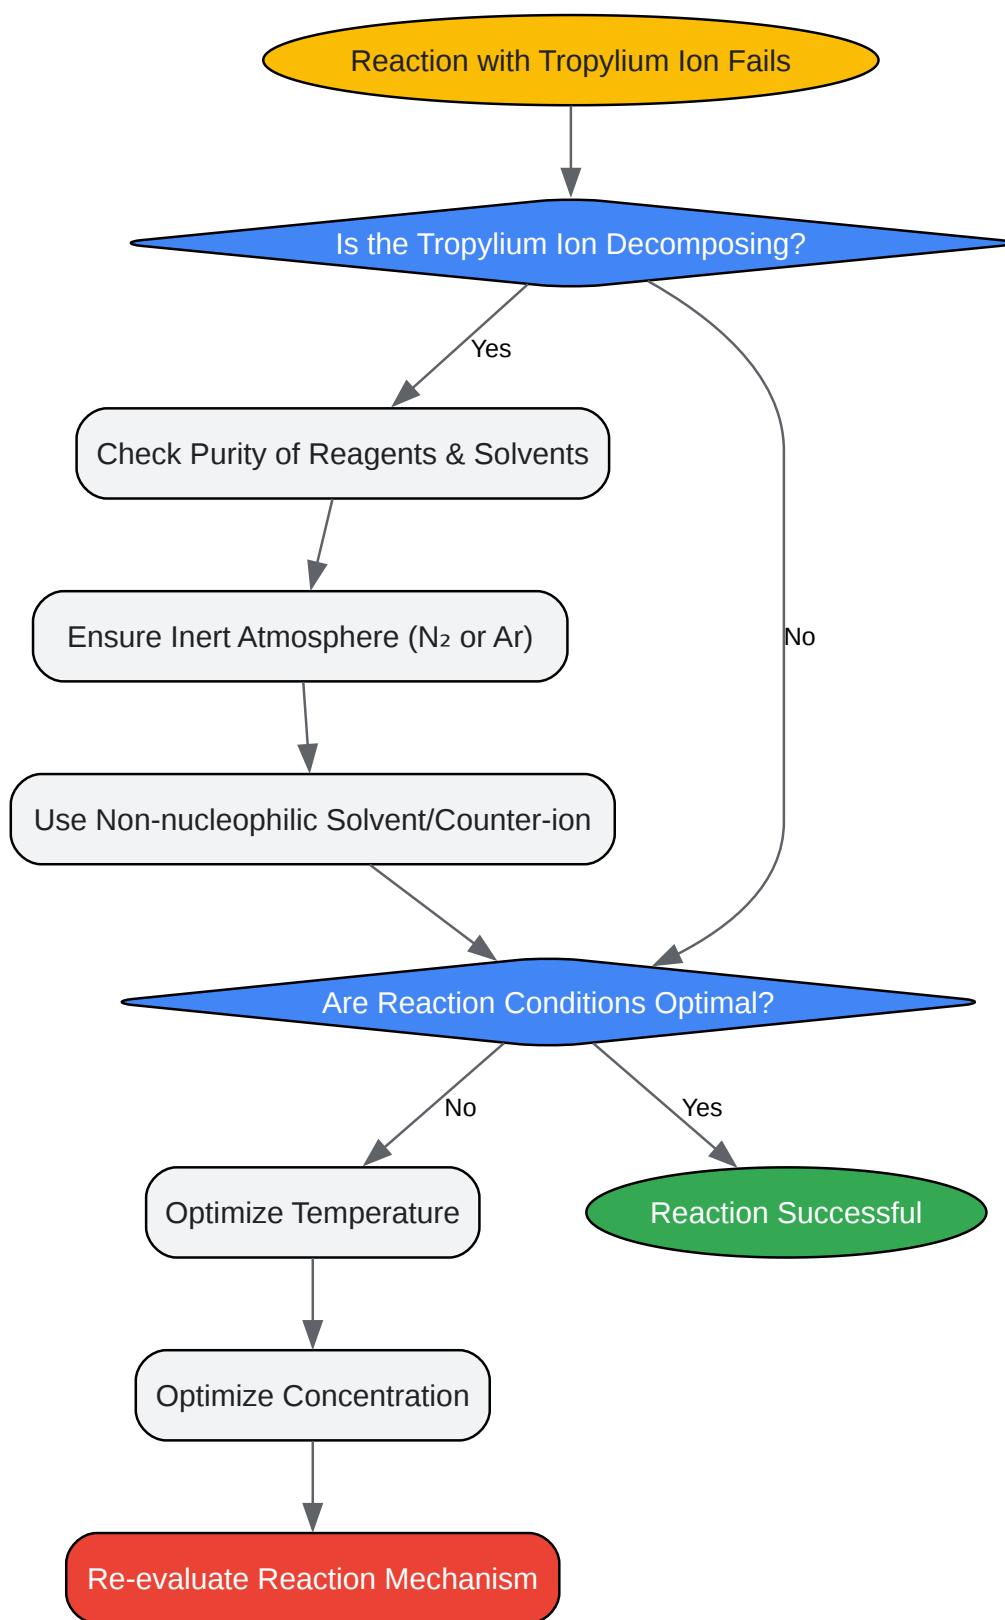 Reaction with Tropylium Ion Fails
Is the Tropylium Ion Decomposing?
Yes
Check Purity of Reagents & Solvents
Ensure Inert Atmosphere (N₂ or Ar)
No
Use Non-nucleophilic Solvent/Counter-ion
Are Reaction Conditions Optimal?
No
Yes
Optimize Temperature
Reaction Successful
Optimize Concentration
Re-evaluate Reaction Mechanism